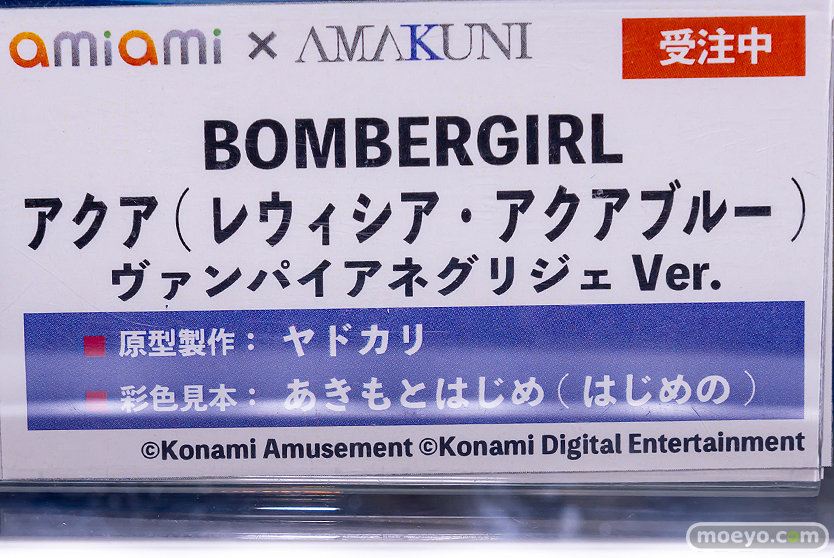 amiami × AMAKUNI
受注中
BOMBERGIRL
アクア(レウィシア・アクアブルー)
ヴァンパイアネグリジェ Ver.
■ 原型製作： ヤドカリ
■ 彩色見本： あきもとはじめ(はじめの)
©Konami Amusement ©Konami Digital Entertainment
moeyo.com